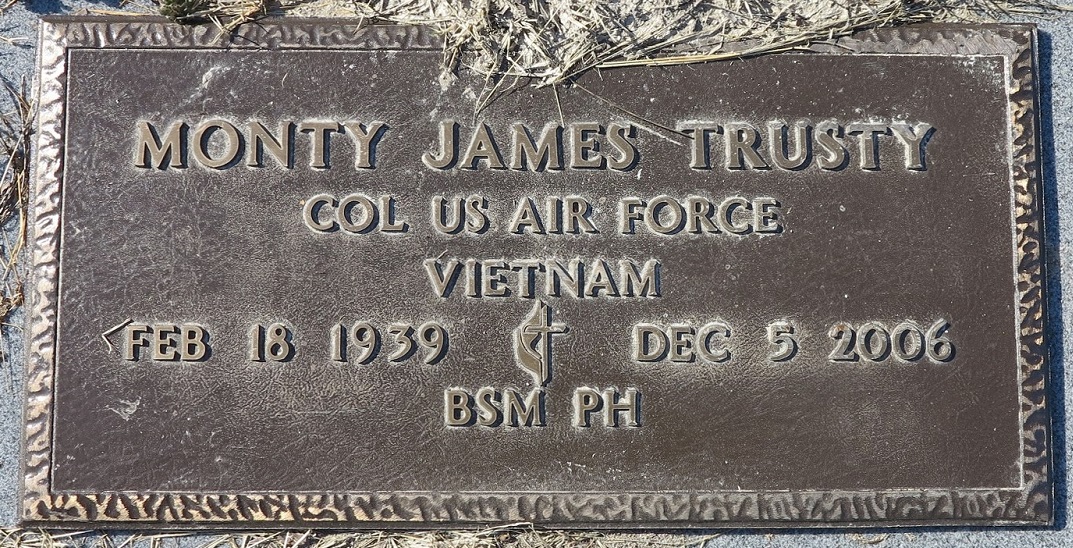 MONTY JAMES TRUSTY
COL US AIR FORCE
VIETNAM
FEB 18 1939 DEC 5 2006
BSM PH